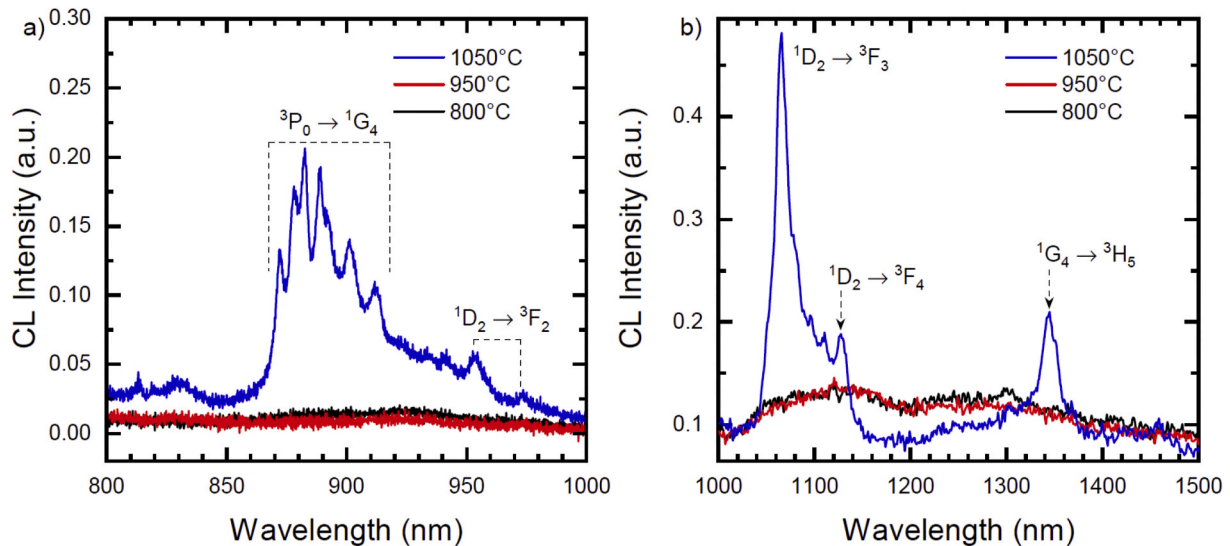 a)
1050°C
950°C
800°C
³P₀ → ¹G₄
¹D₂ → ³F₂
0.30
0.25
0.20
0.15
0.10
0.05
0.00
CL Intensity (a.u.)
800
850
900
950
1000
Wavelength (nm)
b)
¹D₂ → ³F₃
1050°C
950°C
800°C
¹G₄ → ³H₅
¹D₂ → ³F₄
0.4
0.3
0.2
0.1
CL Intensity (a.u.)
1000
1100
1200
1300
1400
1500
Wavelength (nm)